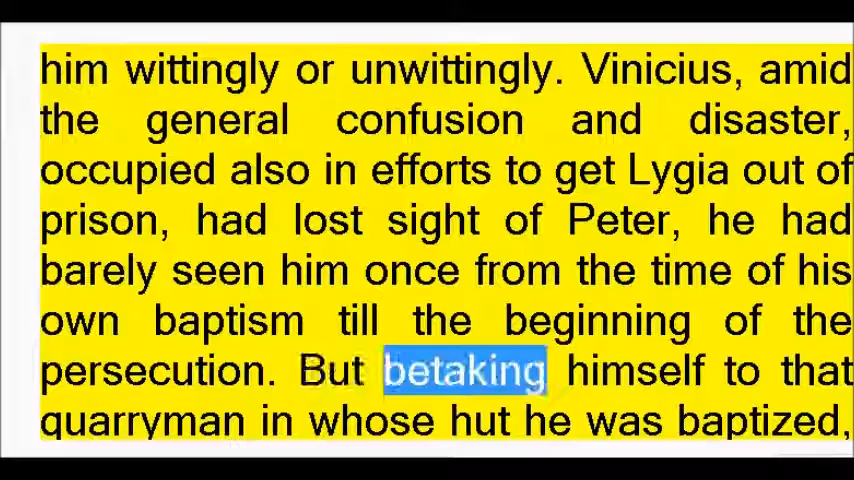 him wittingly or unwittingly. Vinicius, amid
the general confusion and disaster,
occupied also in efforts to get Lygia out of
prison, had lost sight of Peter, he had
barely seen him once from the time of his
own baptism till the beginning of the
persecution. But betaking himself to that
quarryman in whose hut he was baptized,